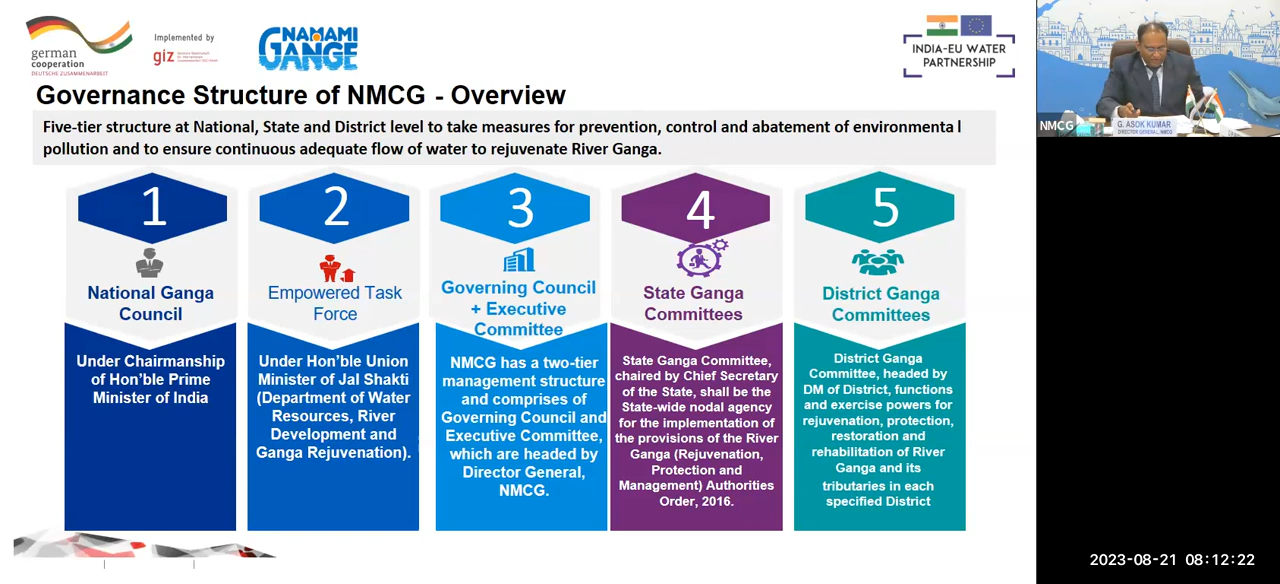 german
cooperation
DEUTSCHE ZUSAMMENARBEIT
Implemented by
giz
NAMAMI
GANGE
INDIA-EU WATER
PARTNERSHIP
Governance Structure of NMCG - Overview
Five-tier structure at National, State and District level to take measures for prevention, control and abatement of environmental
pollution and to ensure continuous adequate flow of water to rejuvenate River Ganga.
1
National Ganga
Council
Under Chairmanship
of Hon'ble Prime
Minister of India
2
Empowered Task
Force
Under Hon'ble Union
Minister of Jal Shakti
(Department of Water
Resources, River
Development and
Ganga Rejuvenation).
3
Governing Council
+ Executive
Committee
NMCG has a two-tier
management structure
and comprises of
Governing Council and
Executive Committee,
which are headed by
Director General,
NMCG.
4
State Ganga
Committees
State Ganga Committee,
chaired by Chief Secretary
of the State, shall be the
State-wide nodal agency
for the implementation of
the provisions of the River
Ganga (Rejuvenation,
Protection and
Management) Authorities
Order, 2016.
5
District Ganga
Committees
District Ganga
Committee, headed by
DM of District, functions
and exercise powers for
rejuvenation, protection,
restoration and
rehabilitation of River
Ganga and its
tributaries in each
specified District
NMCG
G. ASOK KUMAR
DIRECTOR GENERAL, NMCG
2023-08-21 08:12:22